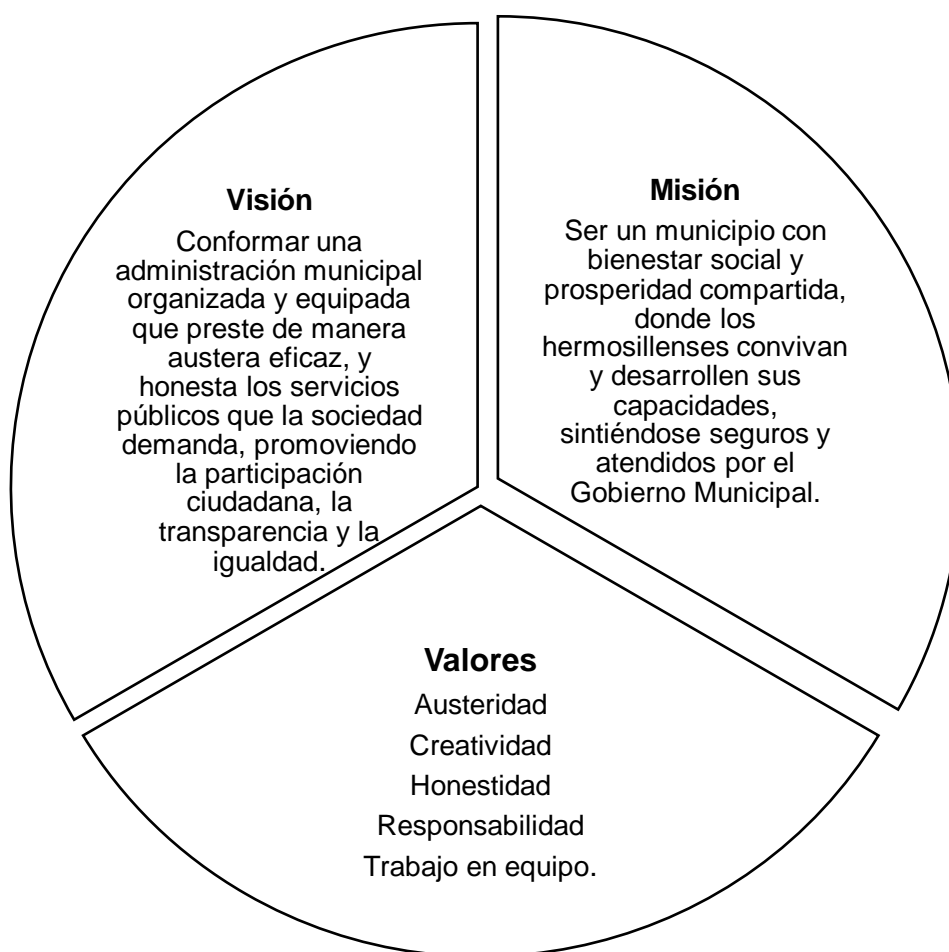 Visión
Conformar una
administración municipal
organizada y equipada
que preste de manera
austera eficaz, y
honesta los servicios
públicos que la sociedad
demanda, promoviendo
la participación
ciudadana, la
transparencia y la
igualdad.
Misión
Ser un municipio con
bienestar social y
prosperidad compartida,
donde los
hermosillenses convivan
y desarrollen sus
capacidades,
sintiéndose seguros y
atendidos por el
Gobierno Municipal.
Valores
Austeridad
Creatividad
Honestidad
Responsabilidad
Trabajo en equipo.